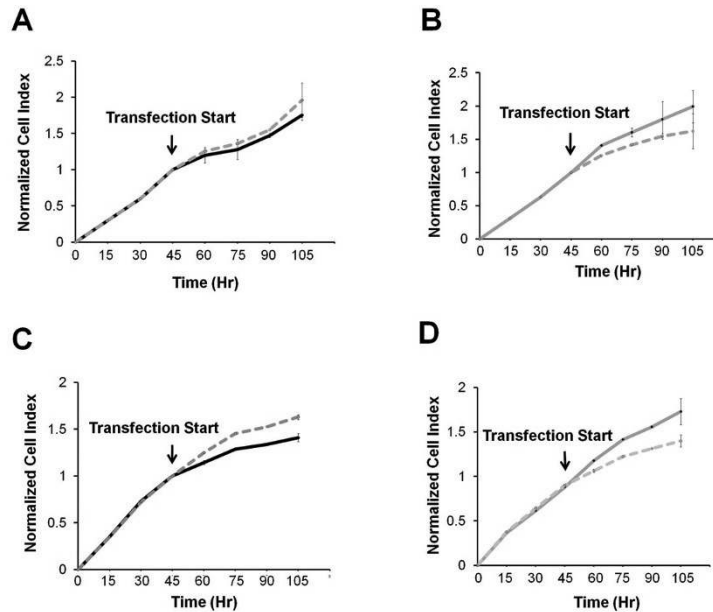 A
Normalized Cell Index
2.5
2
1.5
1
0.5
0
Transfection Start
0 15 30 45 60 75 90 105
Time (Hr)
B
Normalized Cell Index
2.5
2
1.5
1
0.5
0
Transfection Start
0 15 30 45 60 75 90 105
Time (Hr)
C
Normalized Cell Index
2
1.5
1
0.5
0
Transfection Start
0 15 30 45 60 75 90 105
Time (Hr)
D
Normalized Cell Index
2
1.5
1
0.5
0
Transfection Start
0 15 30 45 60 75 90 105
Time (Hr)